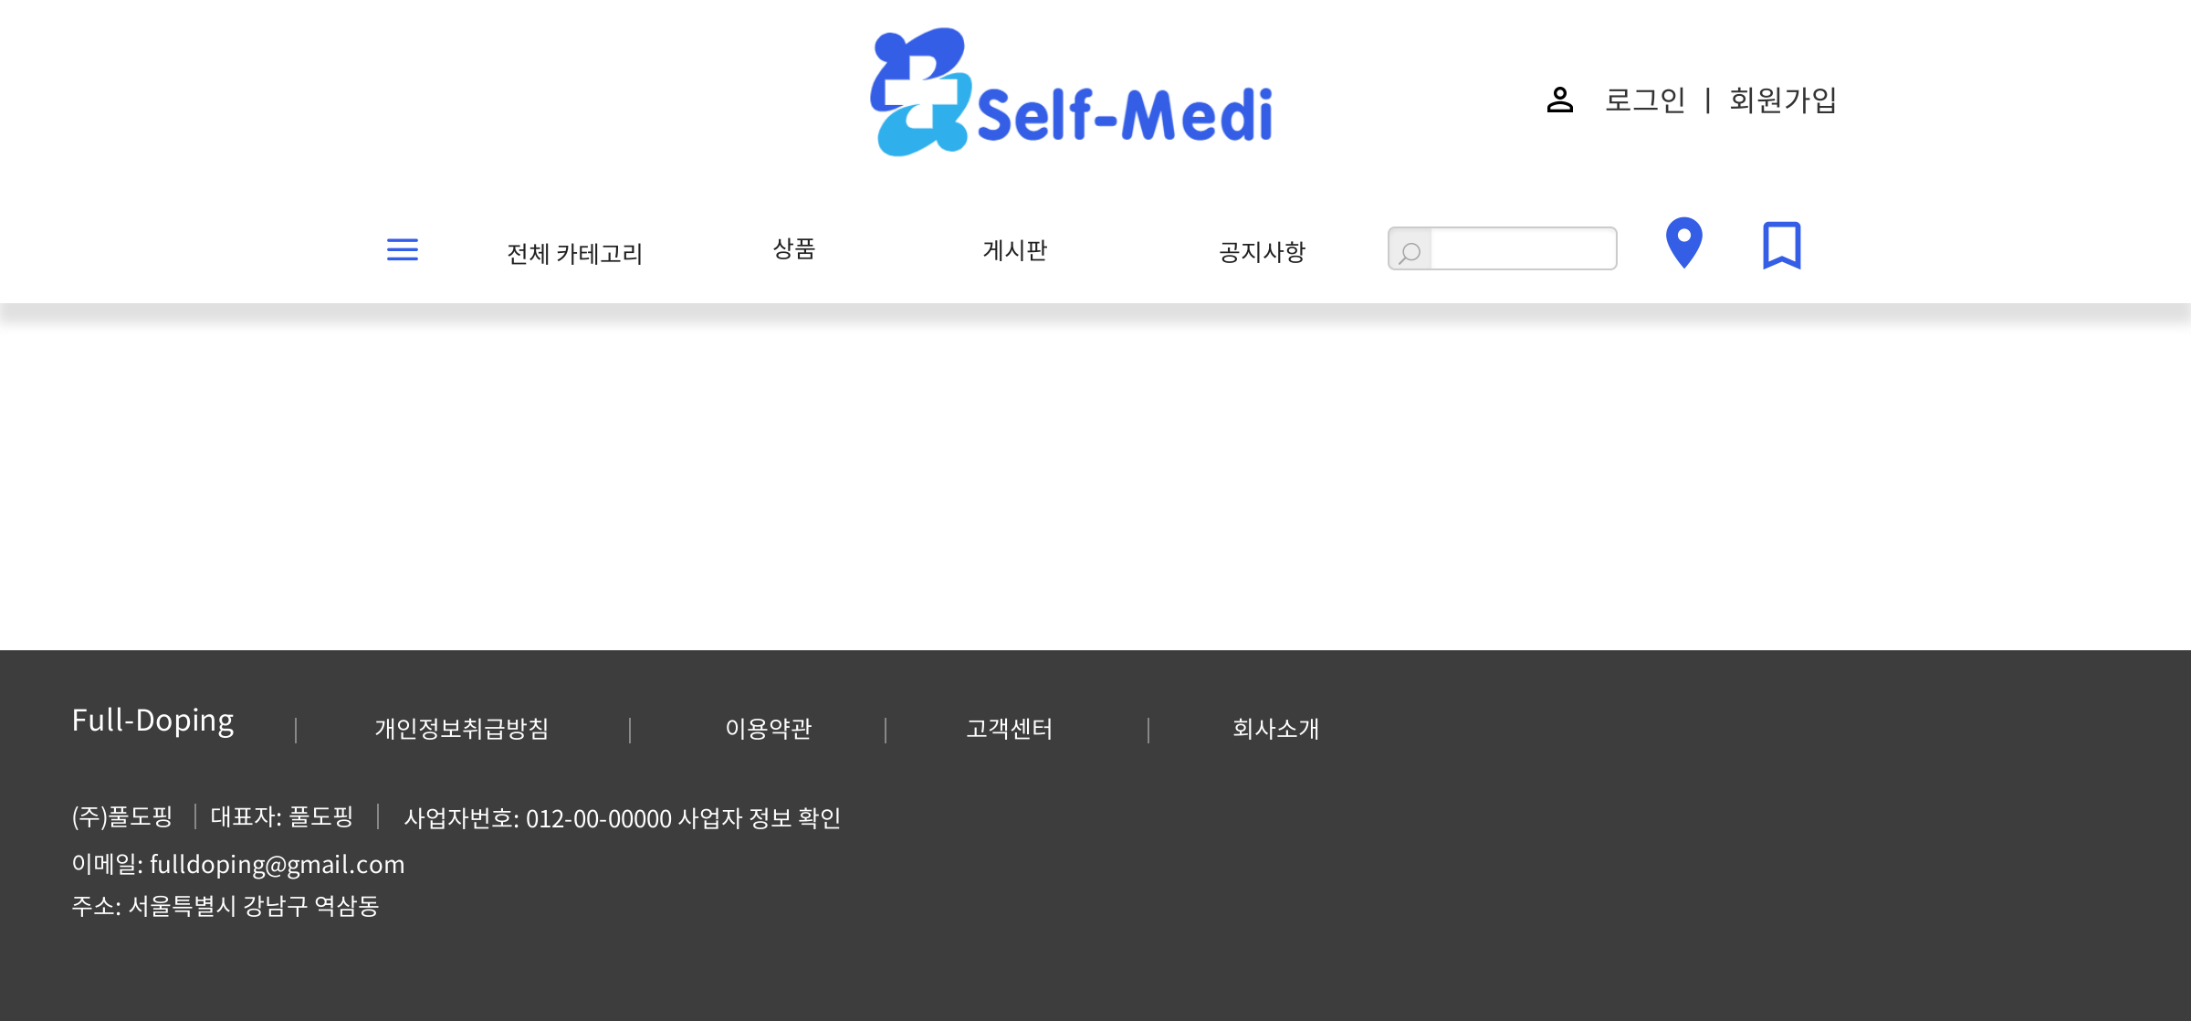 Self-Medi
로그인 | 회원가입
전체 카테고리 상품 게시판 공지사항
Full-Doping | 개인정보취급방침 | 이용약관 | 고객센터 | 회사소개
(주)풀도핑 | 대표자: 풀도핑 | 사업자번호: 012-00-00000 사업자 정보 확인
이메일: fulldoping@gmail.com
주소: 서울특별시 강남구 역삼동